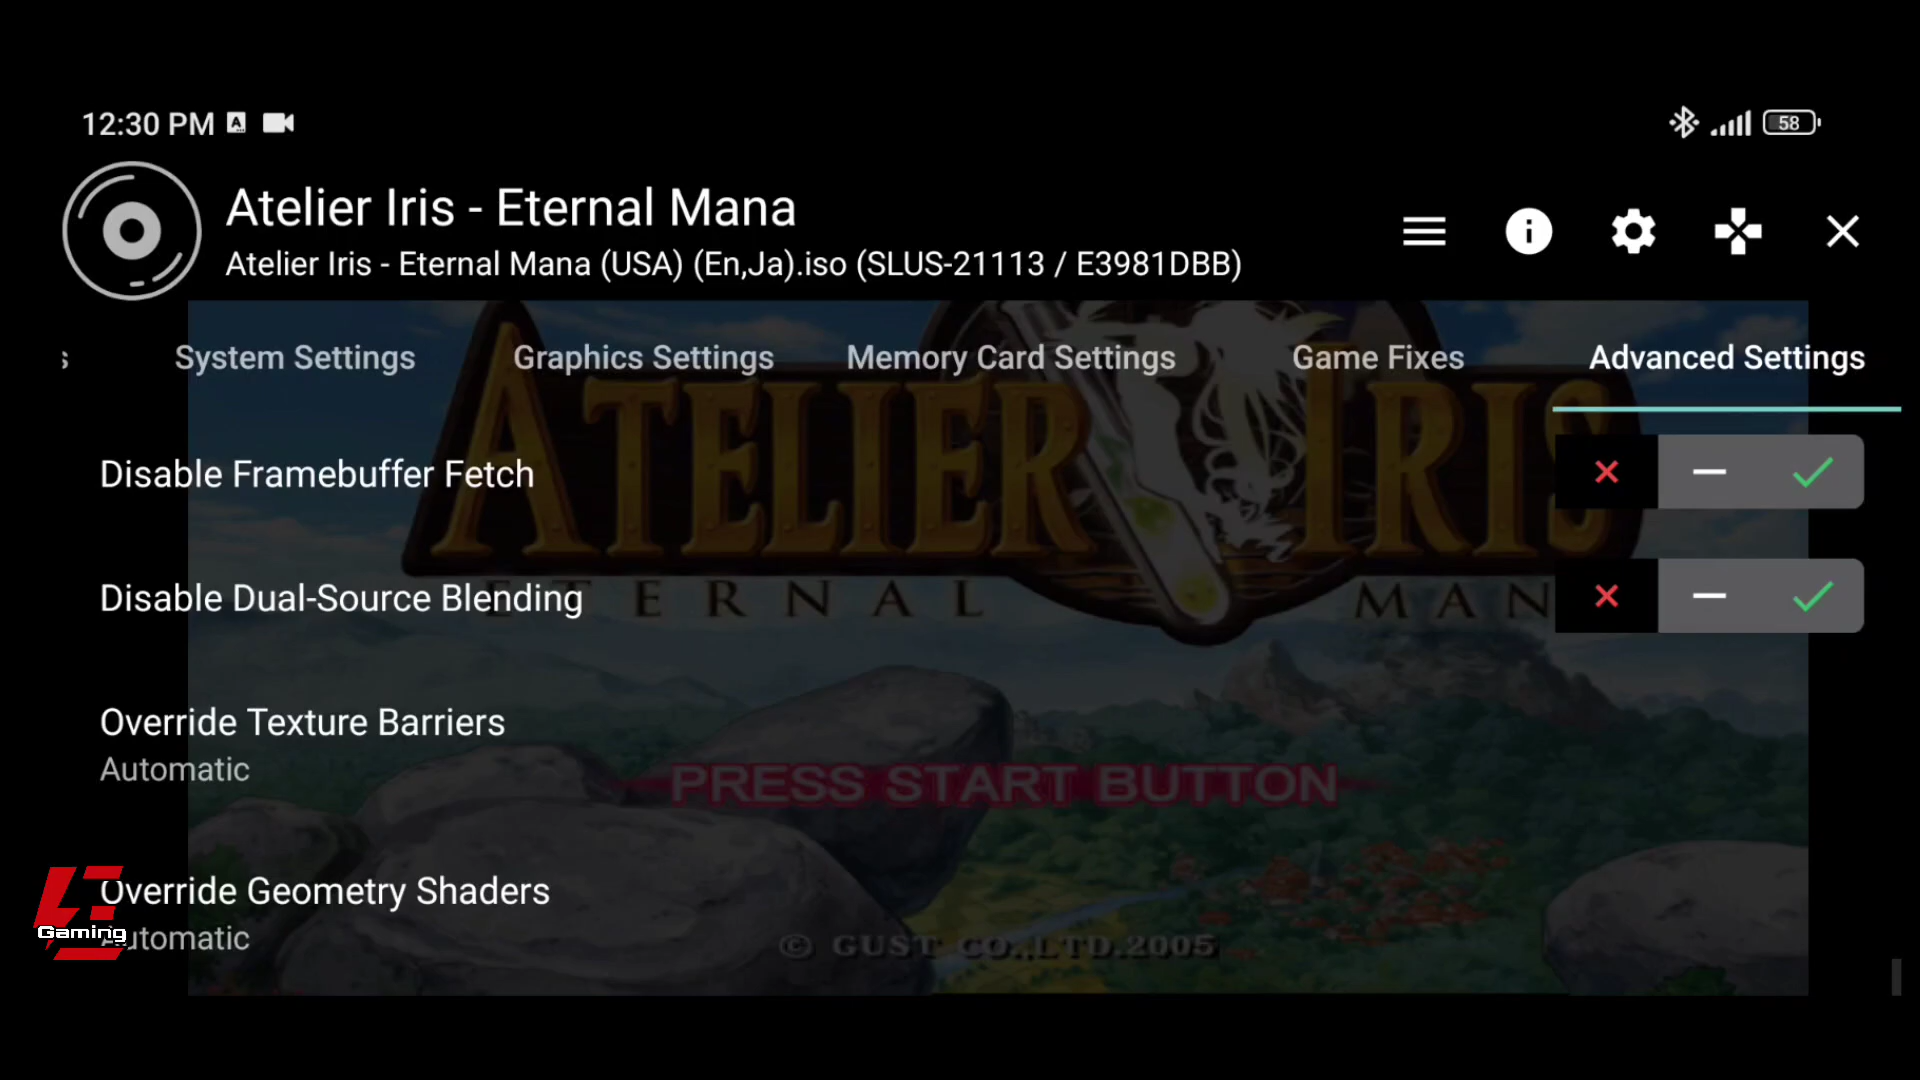 12:30 PM
58
Atelier Iris - Eternal Mana
Atelier Iris - Eternal Mana (USA) (En,Ja).iso (SLUS-21113 / E3981DBB)
s System Settings Graphics Settings Memory Card Settings Game Fixes Advanced Settings
ATELIER IRIS
Disable Framebuffer Fetch
ETERNAL MAN
Disable Dual-Source Blending
Override Texture Barriers
Automatic
PRESS START BUTTON
Override Geometry Shaders
Automatic
Gaming
© GUST CO.,LTD.2005